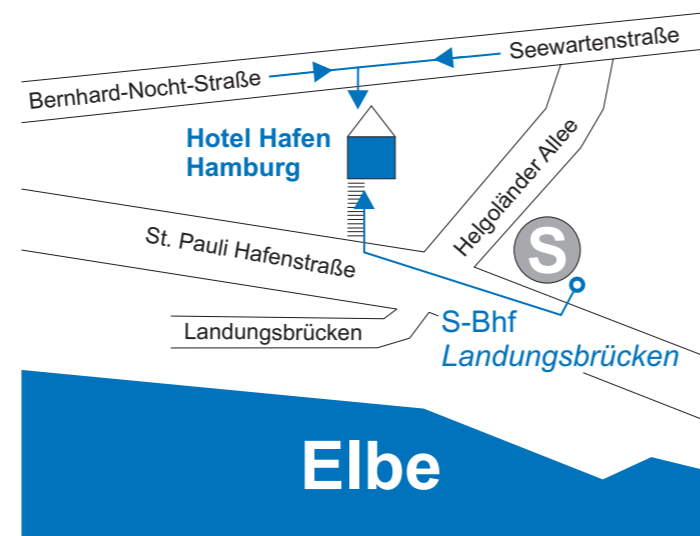 Seewartenstraße
Bernhard-Nocht-Straße
Hotel Hafen
Hamburg
Helgoländer Allee
St. Pauli Hafenstraße
S
S-Bhf
Landungsbrücken
Landungsbrücken
Elbe